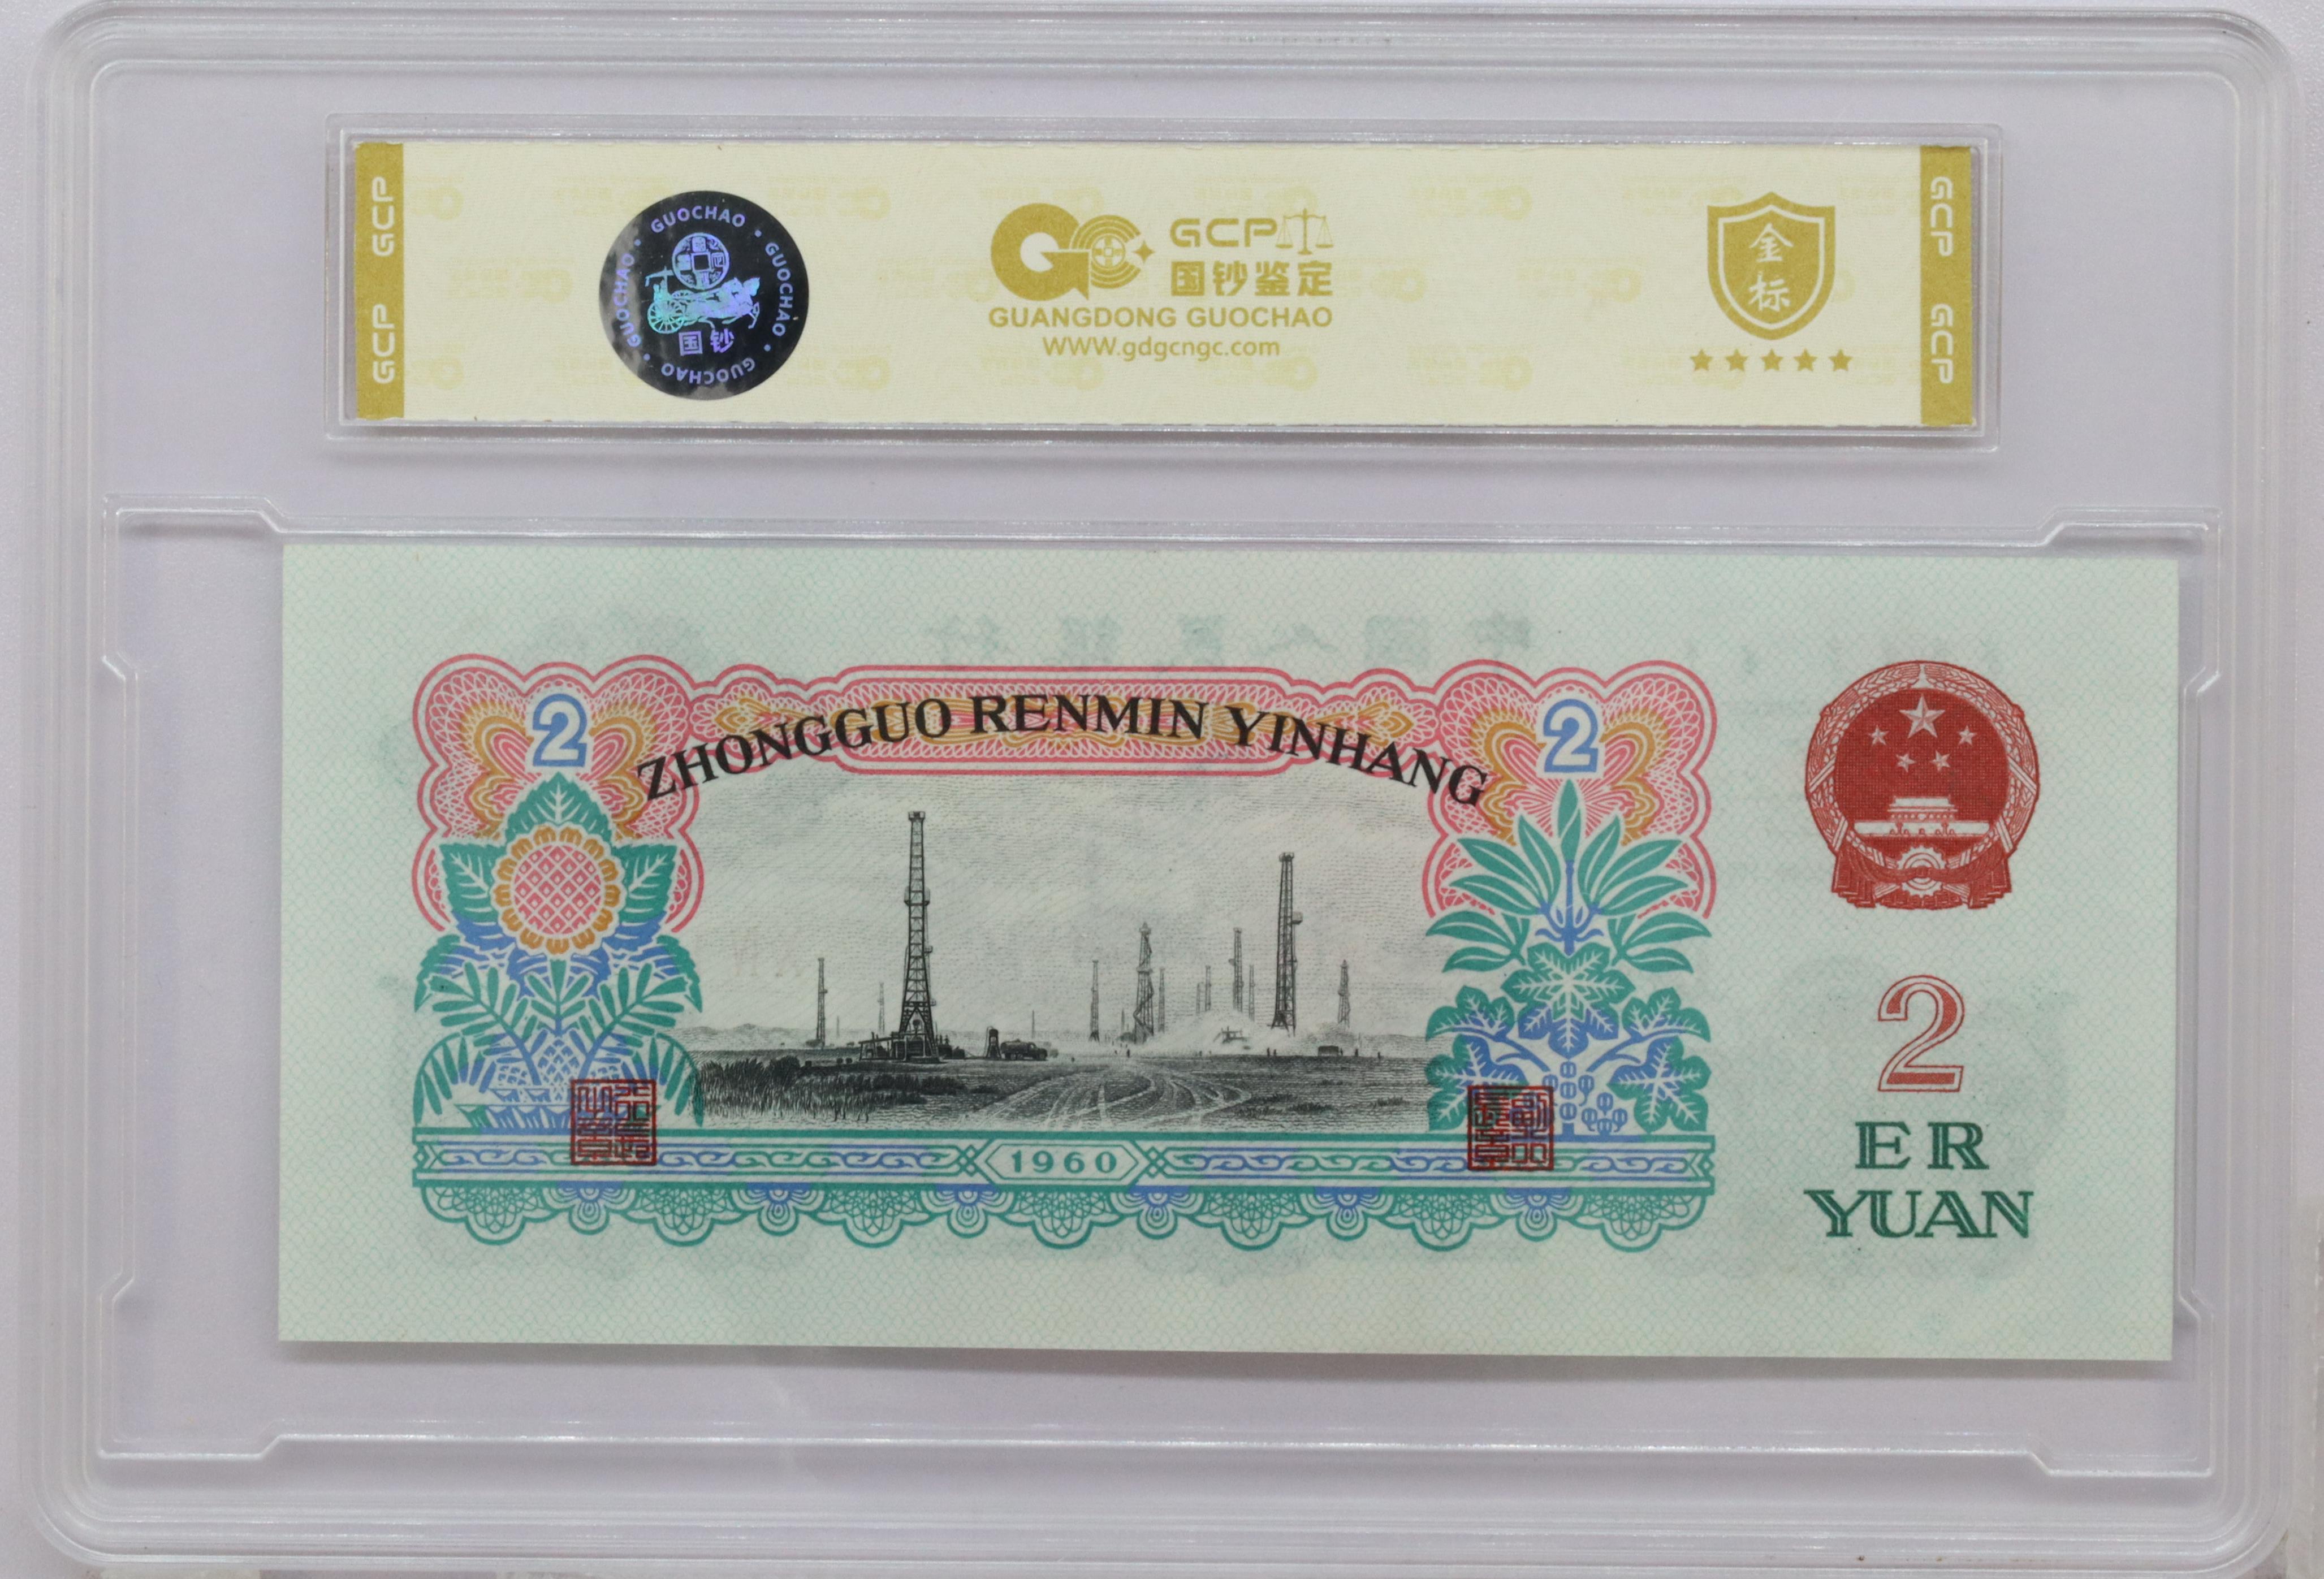 GCP GCP
GUOCHAO • GUOCHAO • GUOCHAO • GUOCHAO •
国钞
GCP
国钞鉴定
GUANGDONG GUOCHAO
WWW.gdgcngc.com
金
标
GCP GCP
2
ZHONGGUO RENMIN YINHANG
2
1960
2
ER
YUAN